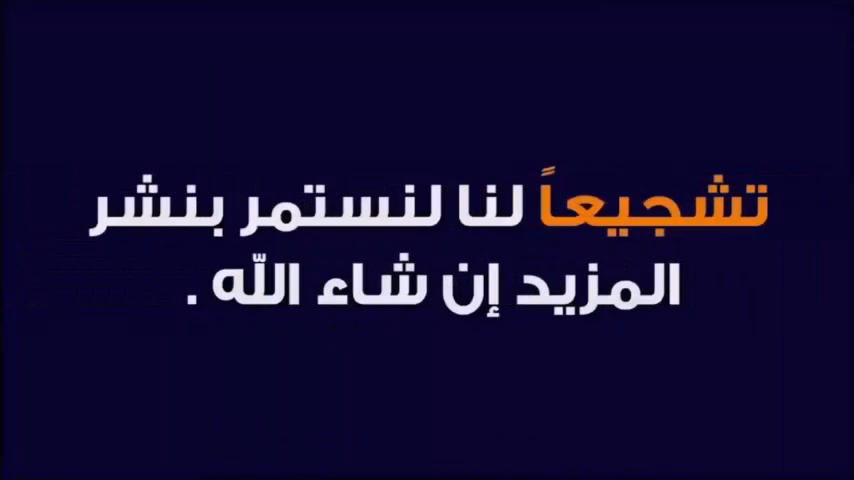 تشجيعاً لنا لنستمر بنشر
المزيد إن شاء الله .